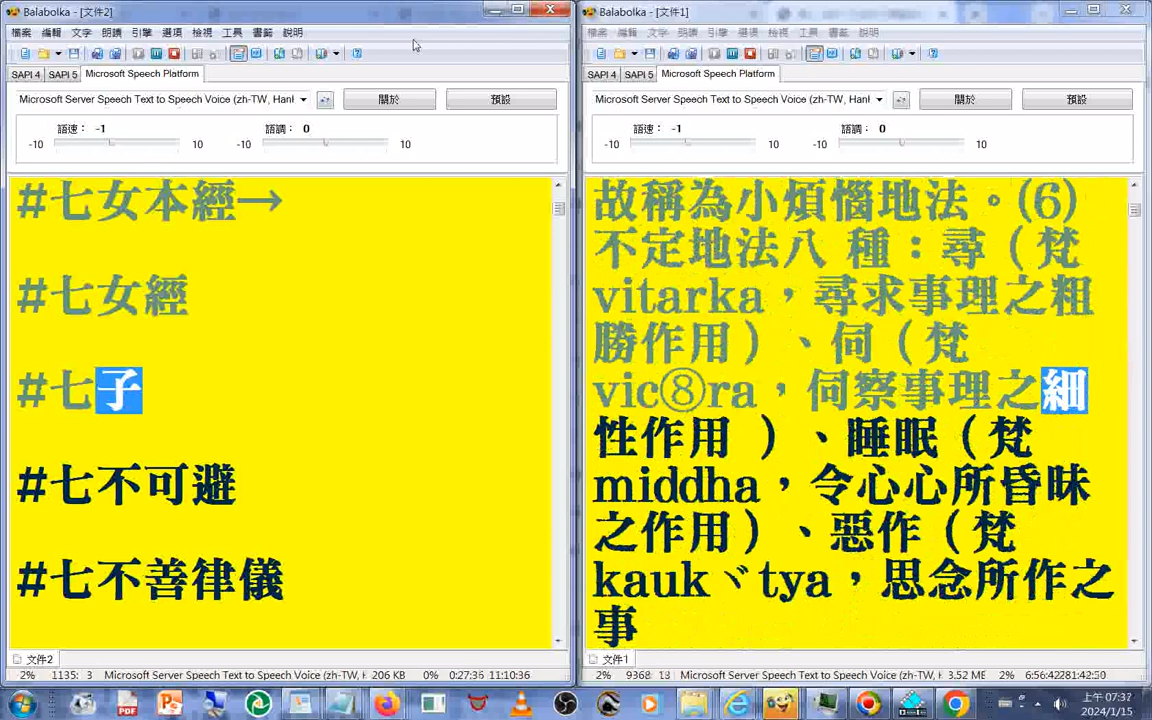 Balabolka - [文件2]
檔案 編輯 文字 朗讀 引擎 選項 檢視 工具 書籤 說明
SAPI 4 SAPI 5 Microsoft Speech Platform
Microsoft Server Speech Text to Speech Voice (zh-TW, Hanl
關於 預設
語速： -1 語調： 0
-10 10 -10 10
#七女本經→
#七女經
#七子
#七不可避
#七不善律儀
文件2
2% 1135: 3 Microsoft Server Speech Text to Speech Voice (zh-TW, H 206 KB 0% 0:27:36 11:10:36
Balabolka - [文件1]
檔案 編輯 文字 朗讀 引擎 選項 檢視 工具 書籤 說明
SAPI 4 SAPI 5 Microsoft Speech Platform
Microsoft Server Speech Text to Speech Voice (zh-TW, Hanl
關於 預設
語速： -1 語調： 0
-10 10 -10 10
故稱為小煩惱地法。(6)
不定地法八 種：尋（梵
vitarka，尋求事理之粗
勝作用）、伺（梵
vic⑧ra，伺察事理之細
性作用 ）、睡眠（梵
middha，令心心所昏昧
之作用）、惡作（梵
kaukヾtya，思念所作之
事
文件1
2% 9368: 13 Microsoft Server Speech Text to Speech Voice (zh-TW, H 3.52 MB 2% 6:56:42 281:42:50
上午 07:37
2024/1/15